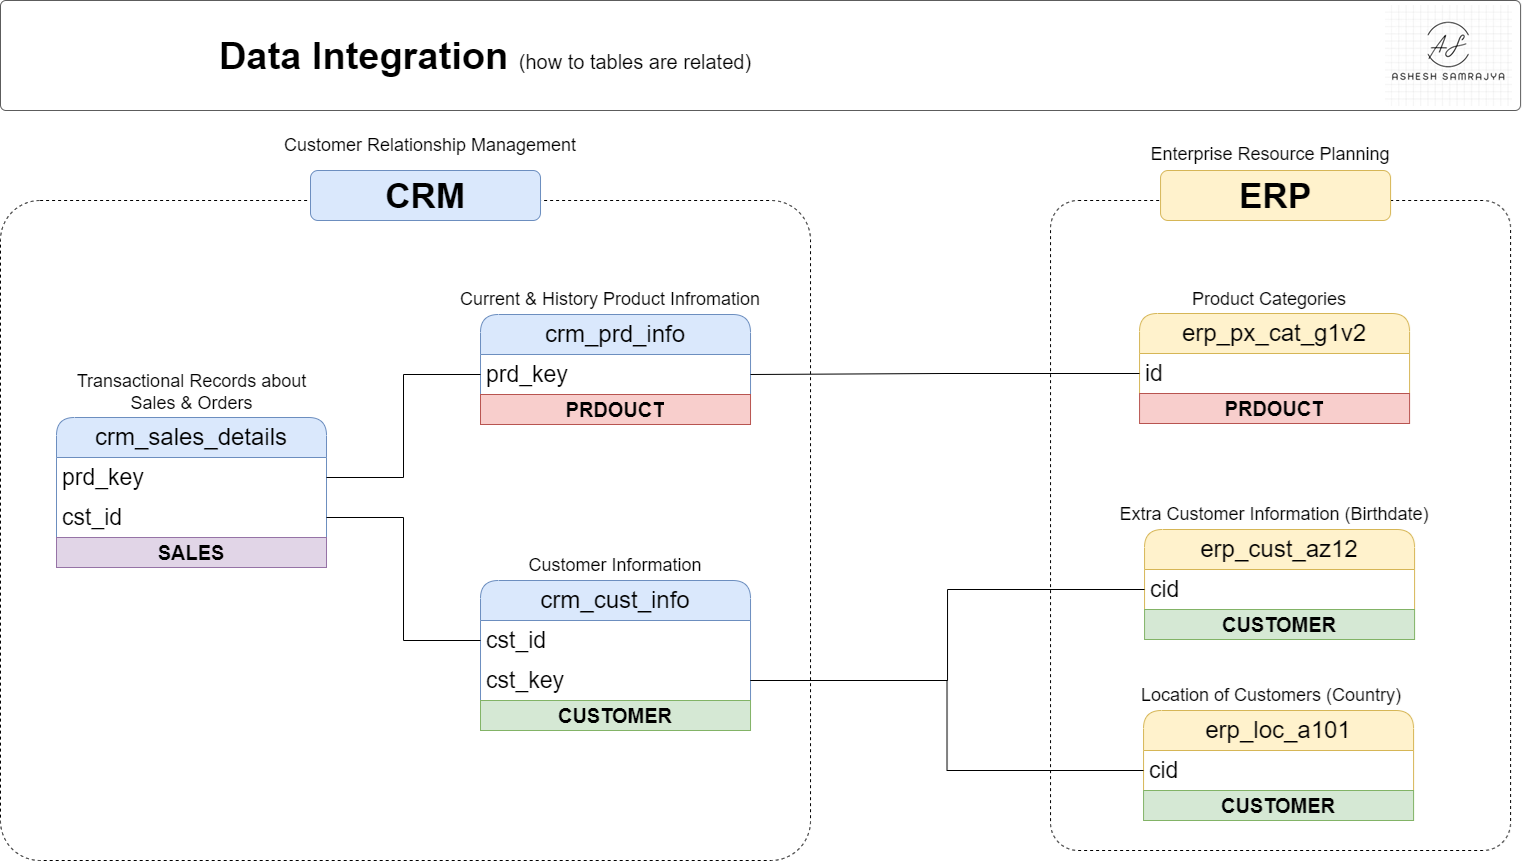 Data Integration (how to tables are related)
ASHESH SAMRAJYA
Customer Relationship Management
CRM
Enterprise Resource Planning
ERP
Transactional Records about
Sales & Orders
crm_sales_details
prd_key
cst_id
SALES
Current & History Product Infromation
crm_prd_info
prd_key
PRDOUCT
Customer Information
crm_cust_info
cst_id
cst_key
CUSTOMER
Product Categories
erp_px_cat_g1v2
id
PRDOUCT
Extra Customer Information (Birthdate)
erp_cust_az12
cid
CUSTOMER
Location of Customers (Country)
erp_loc_a101
cid
CUSTOMER